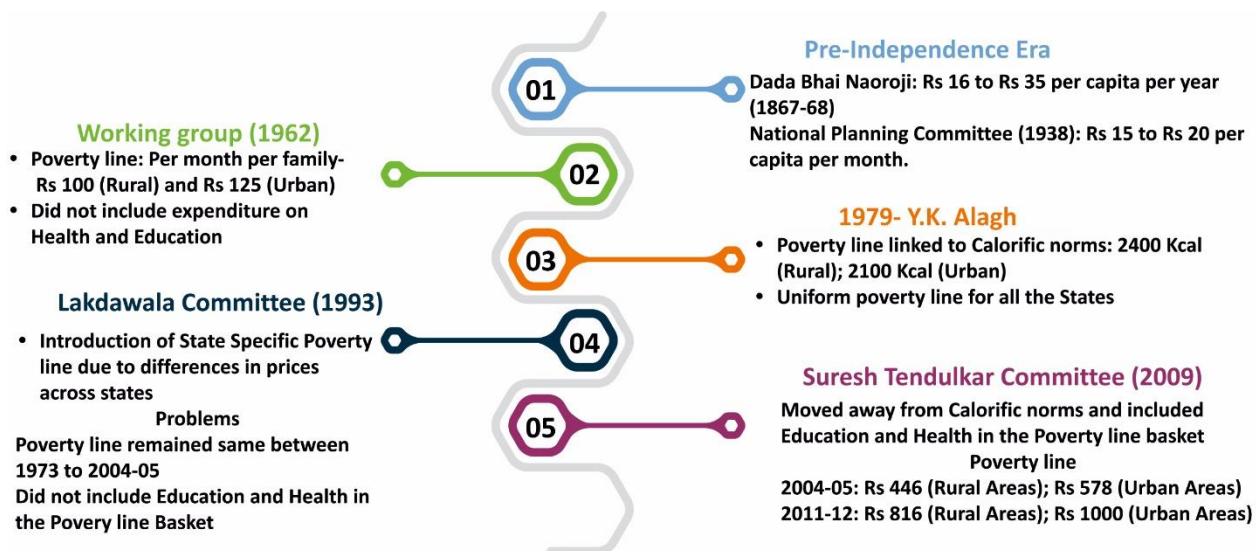 01
Pre-Independence Era
Dada Bhai Naoroji: Rs 16 to Rs 35 per capita per year
(1867-68)
National Planning Committee (1938): Rs 15 to Rs 20 per
capita per month.
02
Working group (1962)
• Poverty line: Per month per family-
Rs 100 (Rural) and Rs 125 (Urban)
• Did not include expenditure on
Health and Education
03
1979- Y.K. Alagh
• Poverty line linked to Calorific norms: 2400 Kcal
(Rural); 2100 Kcal (Urban)
• Uniform poverty line for all the States
04
Lakdawala Committee (1993)
• Introduction of State Specific Poverty
line due to differences in prices
across states
Problems
Poverty line remained same between
1973 to 2004-05
Did not include Education and Health in
the Povery line Basket
05
Suresh Tendulkar Committee (2009)
Moved away from Calorific norms and included
Education and Health in the Poverty line basket
Poverty line
2004-05: Rs 446 (Rural Areas); Rs 578 (Urban Areas)
2011-12: Rs 816 (Rural Areas); Rs 1000 (Urban Areas)